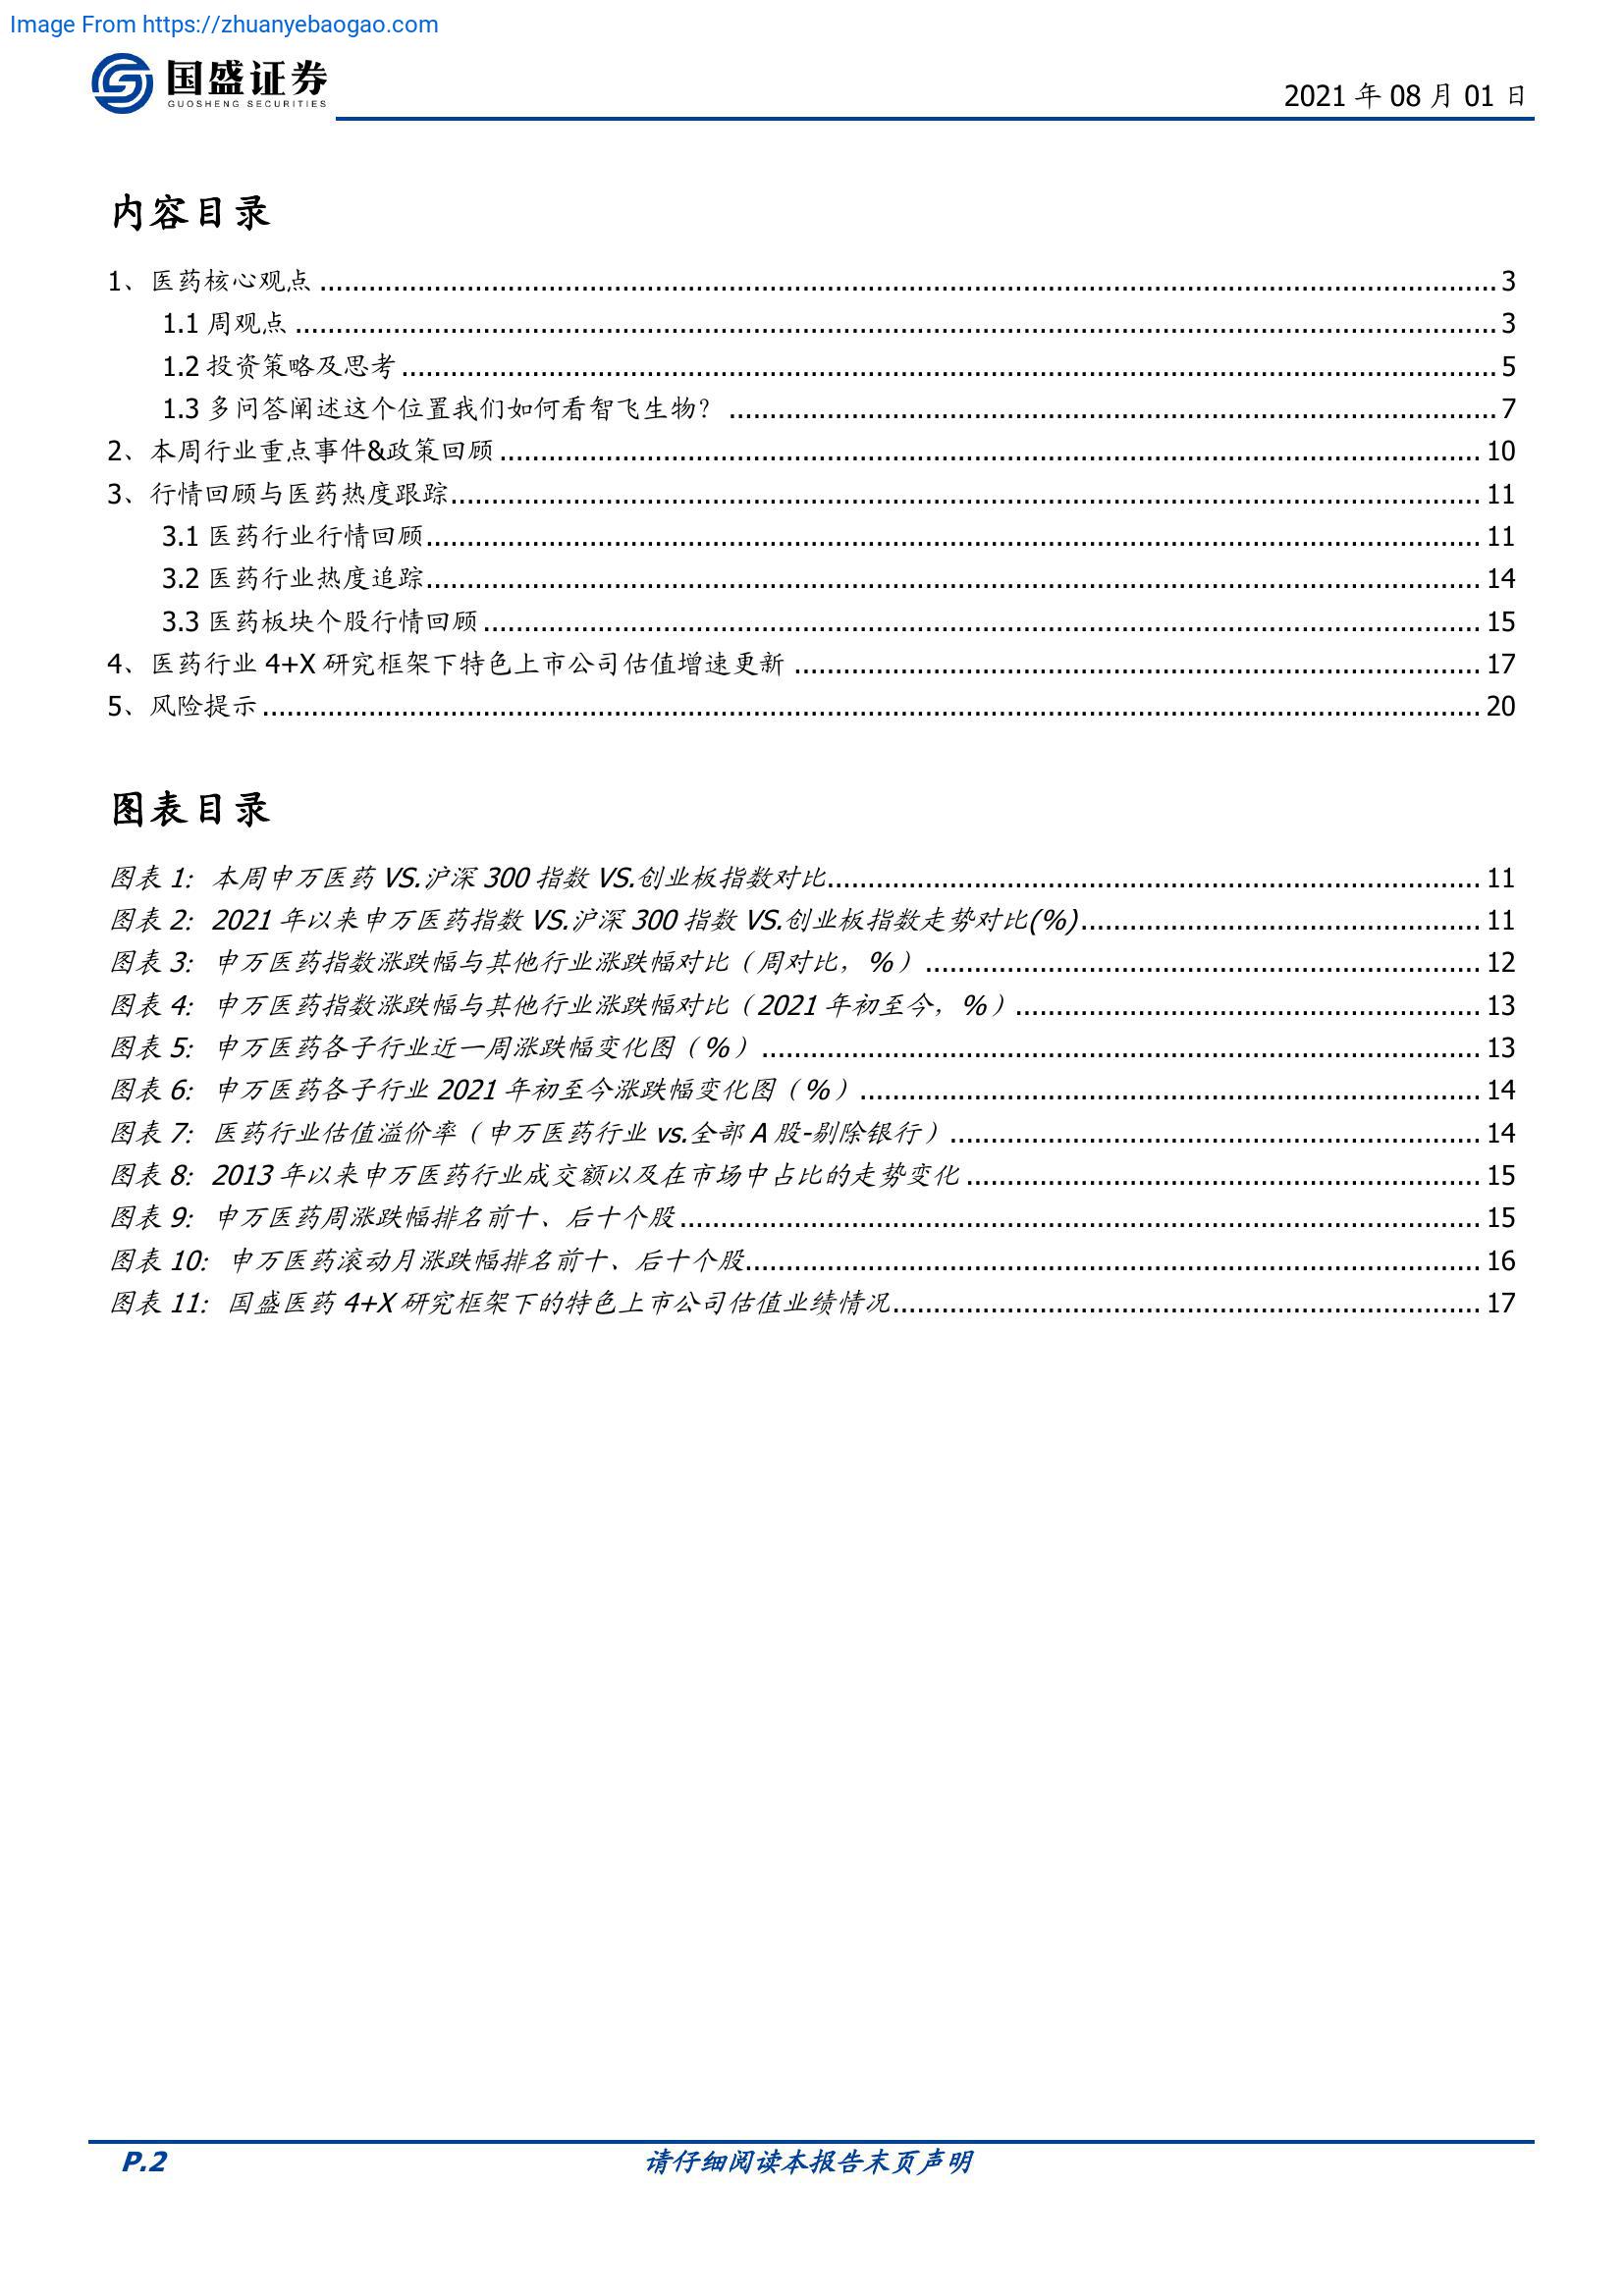 Image From https://zhuanyebaogao.com
国盛证券
GUOSHENG SECURITIES
2021 年 08 月 01 日
内容目录
1、医药核心观点 ........ 3
1.1 周观点 ........ 3
1.2 投资策略及思考 ........ 5
1.3 多问答阐述这个位置我们如何看智飞生物？ ........ 7
2、本周行业重点事件&政策回顾 ........ 10
3、行情回顾与医药热度跟踪 ........ 11
3.1 医药行业行情回顾 ........ 11
3.2 医药行业热度追踪 ........ 14
3.3 医药板块个股行情回顾 ........ 15
4、医药行业 4+X 研究框架下特色上市公司估值增速更新 ........ 17
5、风险提示 ........ 20
图表目录
图表 1: 本周申万医药 VS.沪深 300 指数 VS.创业板指数对比 ........ 11
图表 2: 2021 年以来申万医药指数 VS.沪深 300 指数 VS.创业板指数走势对比(%) ........ 11
图表 3: 申万医药指数涨跌幅与其他行业涨跌幅对比（周对比，%） ........ 12
图表 4: 申万医药指数涨跌幅与其他行业涨跌幅对比（2021 年初至今，%） ........ 13
图表 5: 申万医药各子行业近一周涨跌幅变化图（%） ........ 13
图表 6: 申万医药各子行业 2021 年初至今涨跌幅变化图（%） ........ 14
图表 7: 医药行业估值溢价率（申万医药行业 vs.全部 A 股-剔除银行） ........ 14
图表 8: 2013 年以来申万医药行业成交额以及在市场中占比的走势变化 ........ 15
图表 9: 申万医药周涨跌幅排名前十、后十个股 ........ 15
图表 10: 申万医药滚动月涨跌幅排名前十、后十个股 ........ 16
图表 11: 国盛医药 4+X 研究框架下的特色上市公司估值业绩情况 ........ 17
P.2
请仔细阅读本报告末页声明